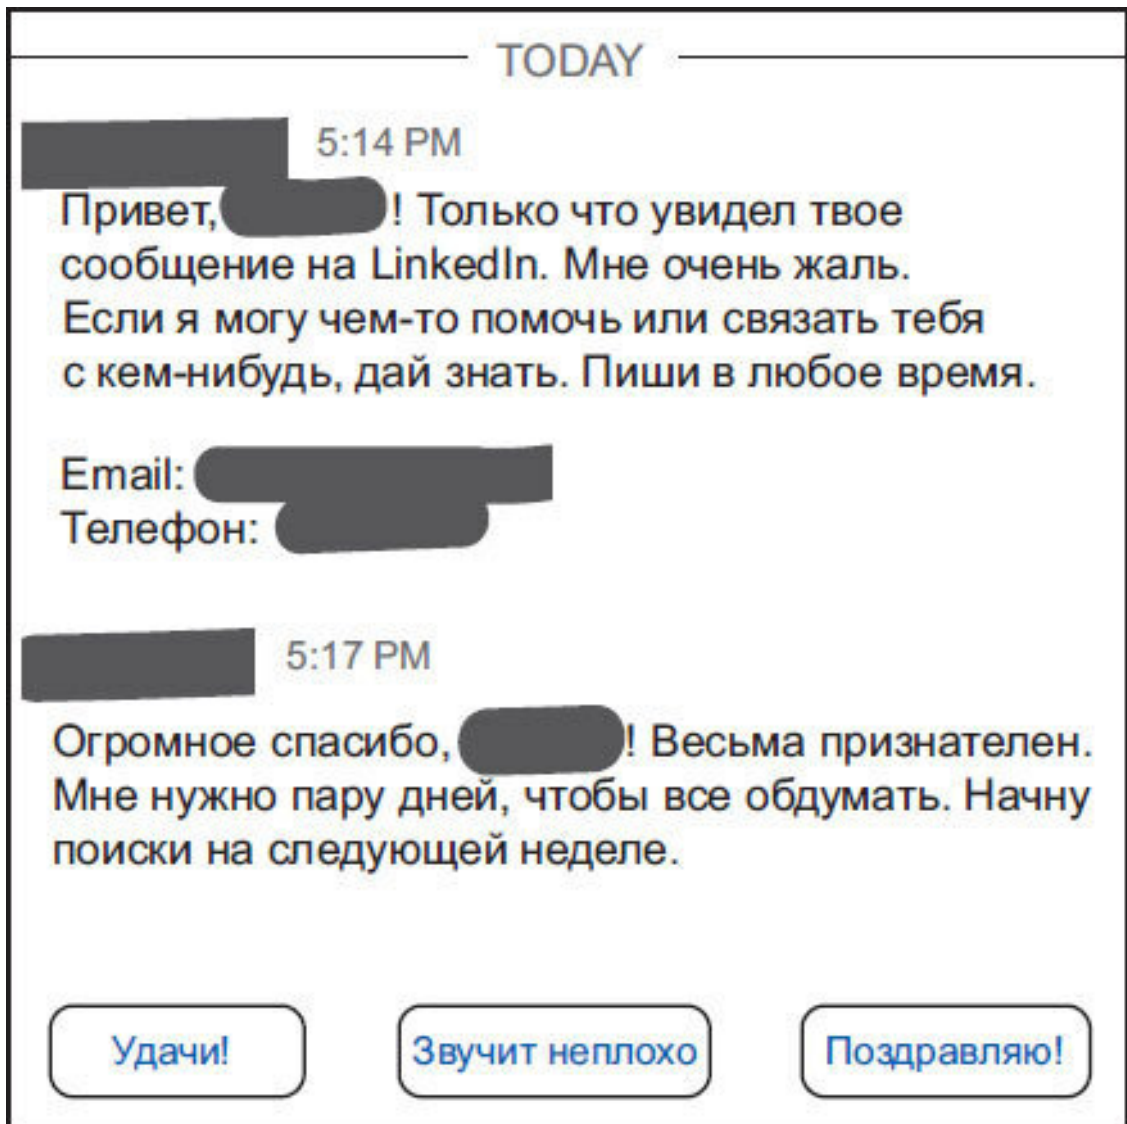 TODAY
5:14 PM
Привет, ! Только что увидел твое
сообщение на LinkedIn. Мне очень жаль.
Если я могу чем-то помочь или связать тебя
с кем-нибудь, дай знать. Пиши в любое время.
Email:
Телефон:
5:17 PM
Огромное спасибо, ! Весьма признателен.
Мне нужно пару дней, чтобы все обдумать. Начну
поиски на следующей неделе.
Удачи! Звучит неплохо Поздравляю!